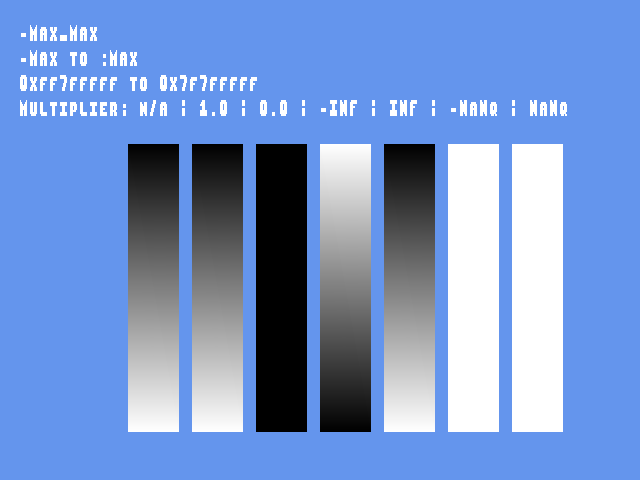 -Max_Max
-Max to :Max
0xff7fffff to 0x7f7fffff
Multiplier: N/A | 1.0 | 0.0 | -INF | INF | -NaNq | NaNq